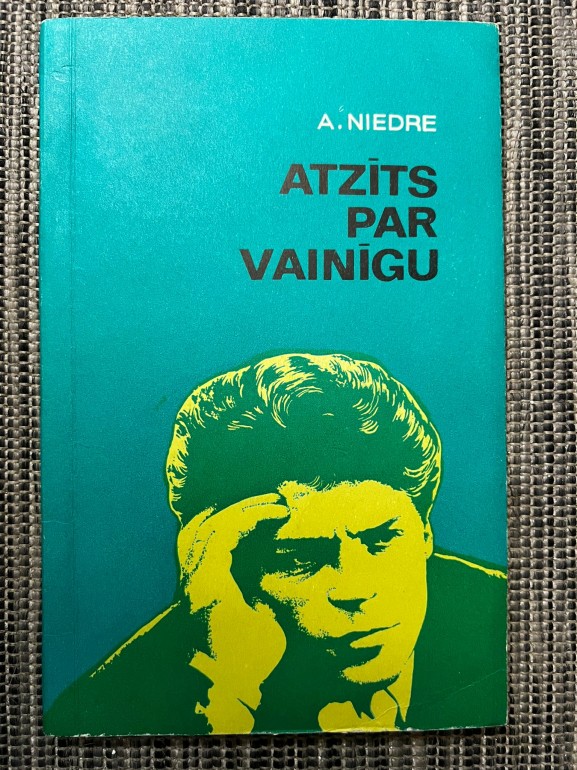 A. NIEDRE
ATZĪTS
PAR
VAINĪGU